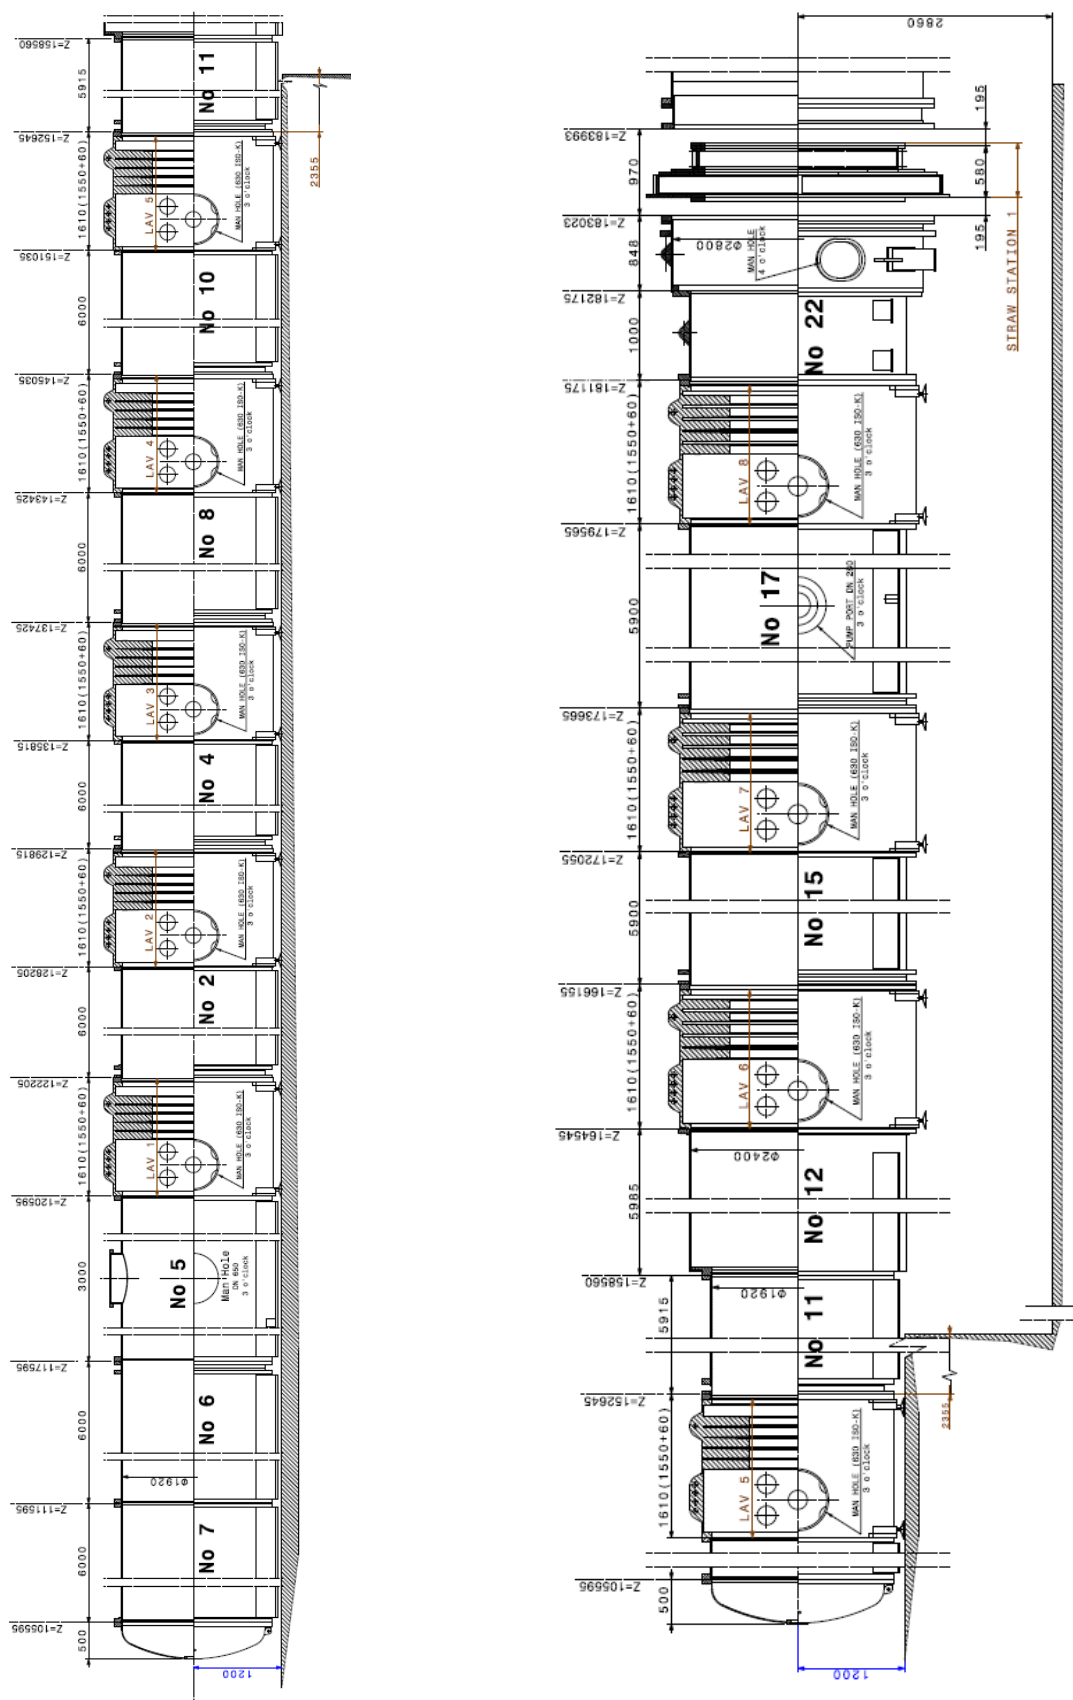 Z=158560
5915
No 11
Z=152645
2355
1610(1550+60)
LAV 5
MAN HOLE (630 ISO-K)
3 o'clock
Z=151035
6000
No 10
Z=145035
1610(1550+60)
LAV 4
MAN HOLE (630 ISO-K)
3 o'clock
Z=143425
6000
No 8
Z=137425
1610(1550+60)
LAV 3
MAN HOLE (630 ISO-K)
3 o'clock
Z=135815
6000
No 4
Z=129815
1610(1550+60)
LAV 2
MAN HOLE (630 ISO-K)
3 o'clock
Z=128205
6000
No 2
Z=122205
1610(1550+60)
LAV 1
MAN HOLE (630 ISO-K)
3 o'clock
Z=120595
3000
No 5
Man Hole
DN 650
3 o'clock
Z=117595
6000
No 6
Ø1920
Z=111595
6000
No 7
Z=105595
500
1200
2860
195
Z=183993
970
580
STRAW STATION 1
195
Z=183023
848
Ø2800
MAN HOLE
4 o'clock
Z=182175
1000
No 22
Z=181175
1610(1550+60)
LAV 8
MAN HOLE (630 ISO-K)
3 o'clock
Z=179565
5900
No 17
PUMP PORT DN 250
3 o'clock
Z=173665
1610(1550+60)
LAV 7
MAN HOLE (630 ISO-K)
3 o'clock
Z=172055
5900
No 15
Z=166155
1610(1550+60)
LAV 6
MAN HOLE (630 ISO-K)
3 o'clock
Z=164545
Ø2400
5985
No 12
Z=158560
Ø1920
5915
No 11
Z=152645
2355
1610(1550+60)
LAV 5
MAN HOLE (630 ISO-K)
3 o'clock
Z=105595
500
1200